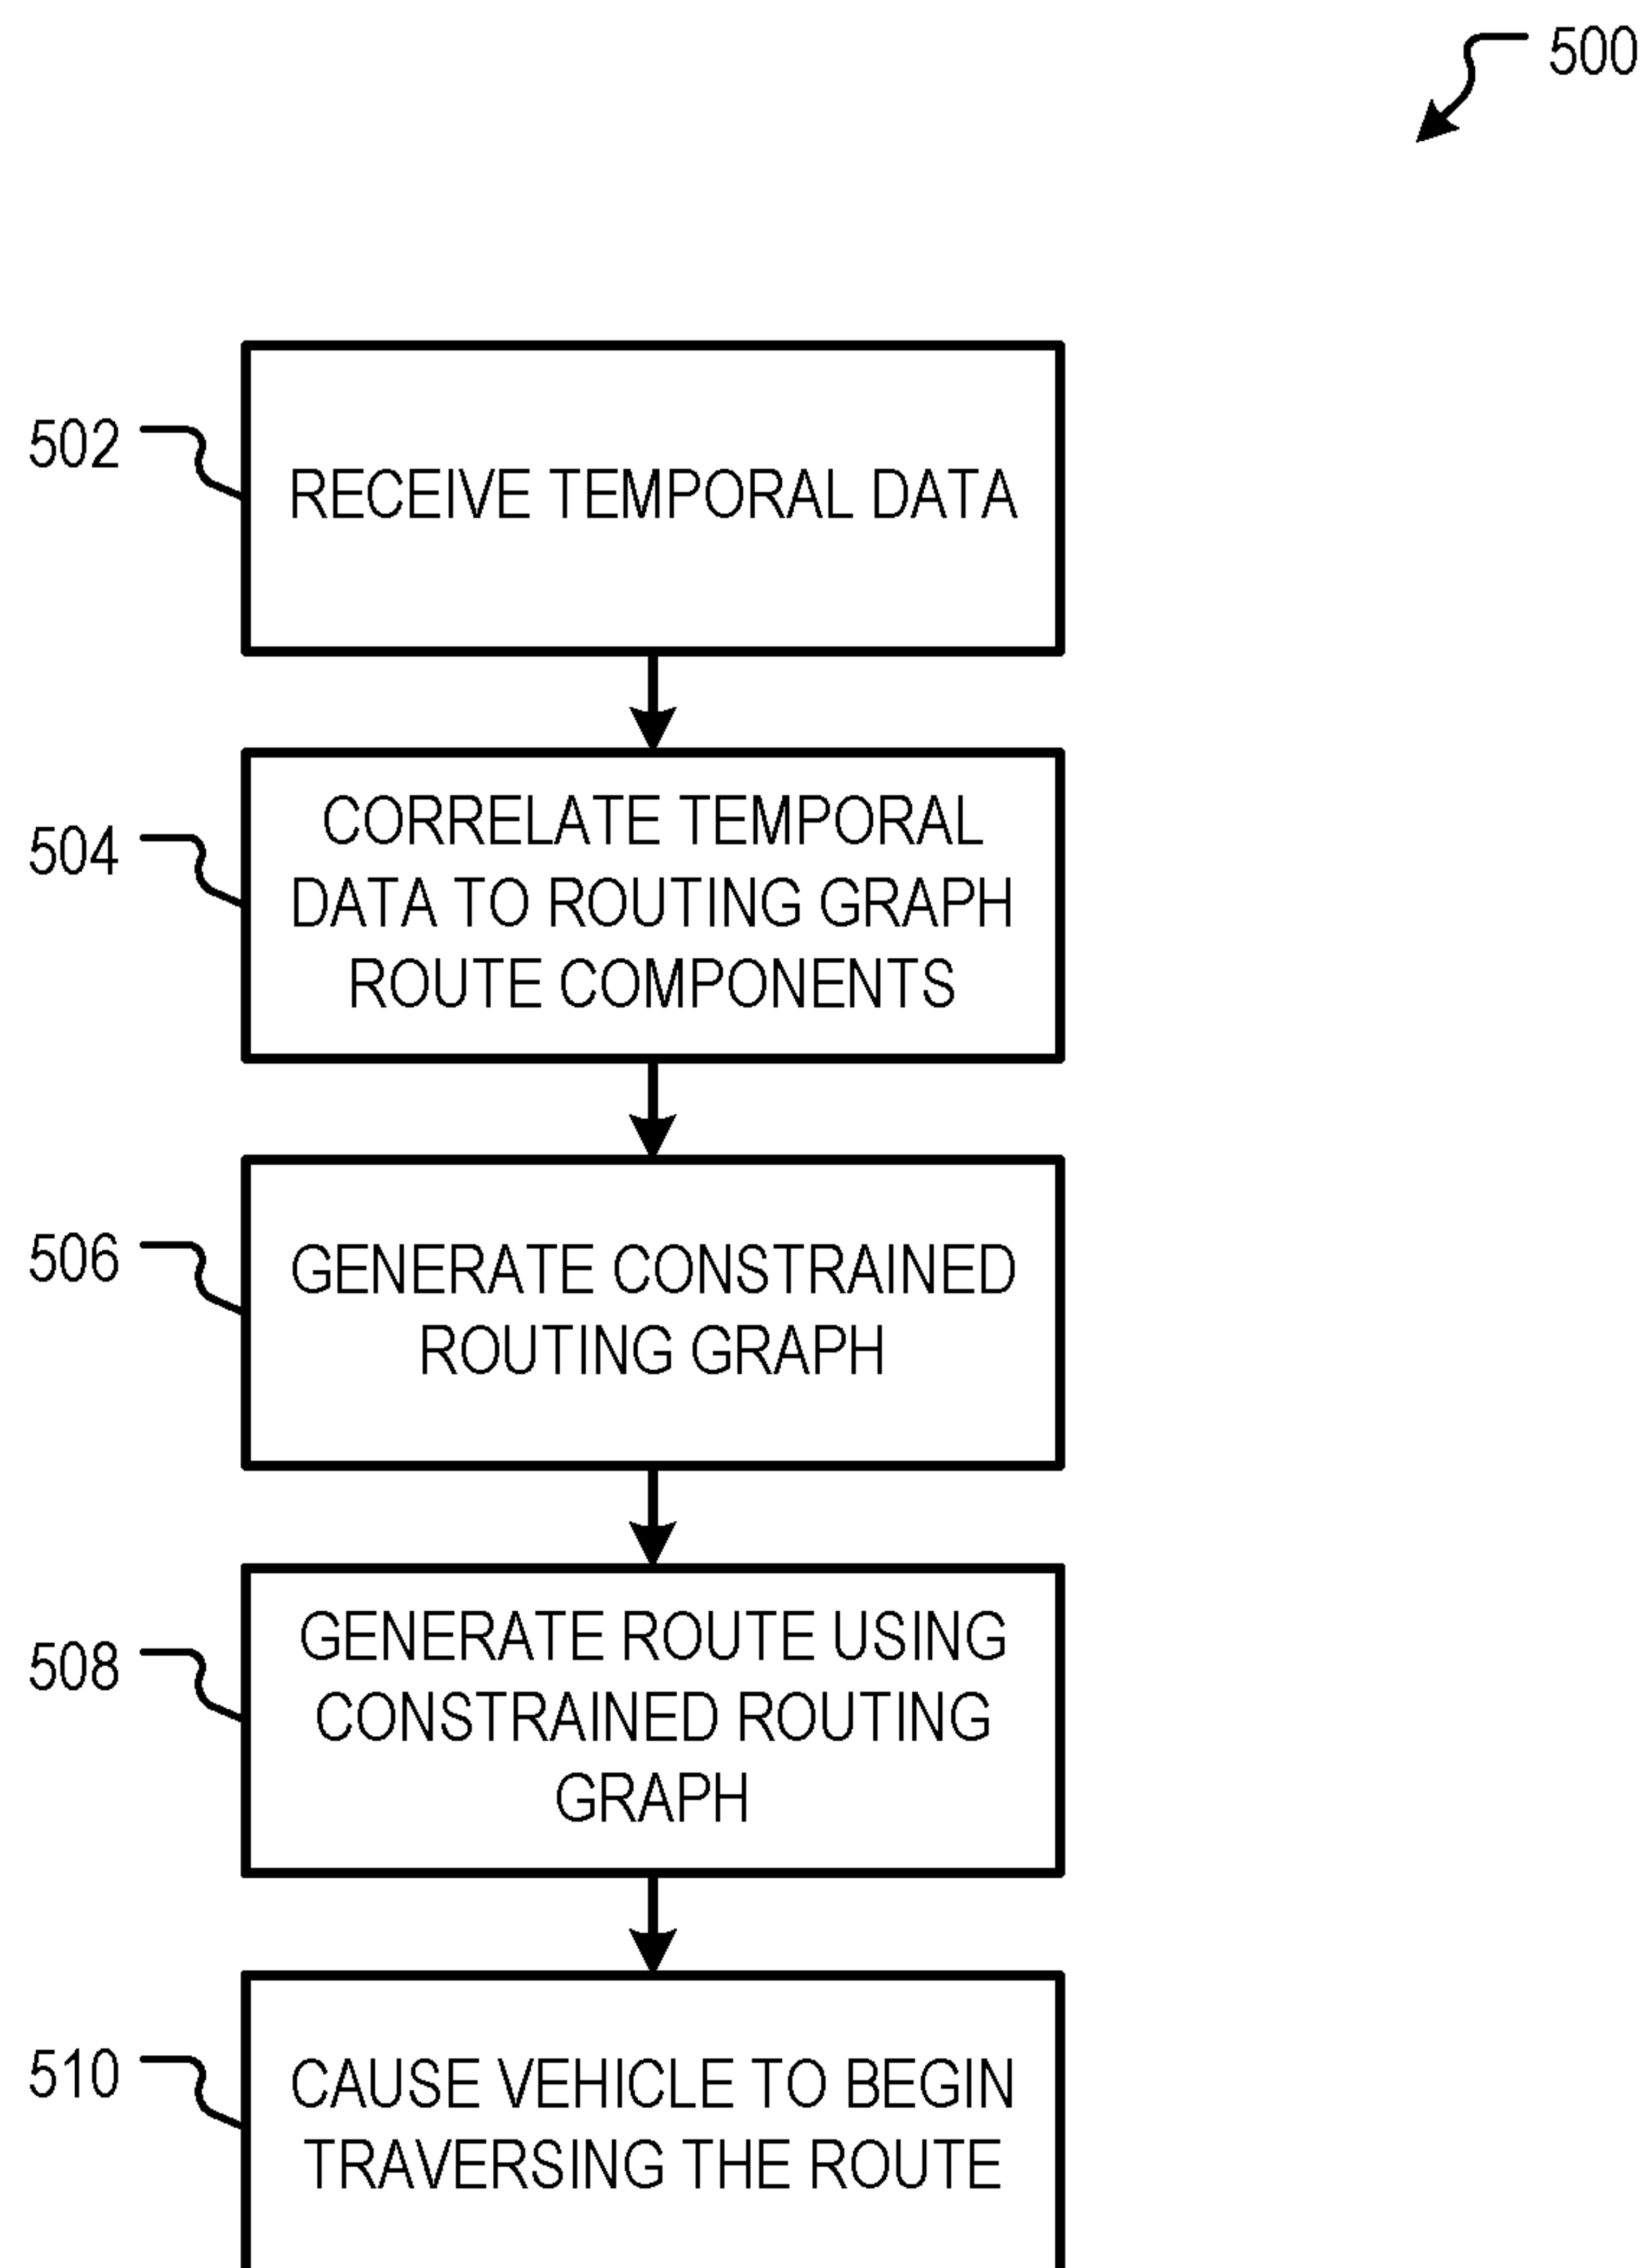 500
502
RECEIVE TEMPORAL DATA
504
CORRELATE TEMPORAL
DATA TO ROUTING GRAPH
ROUTE COMPONENTS
506
GENERATE CONSTRAINED
ROUTING GRAPH
508
GENERATE ROUTE USING
CONSTRAINED ROUTING
GRAPH
510
CAUSE VEHICLE TO BEGIN
TRAVERSING THE ROUTE